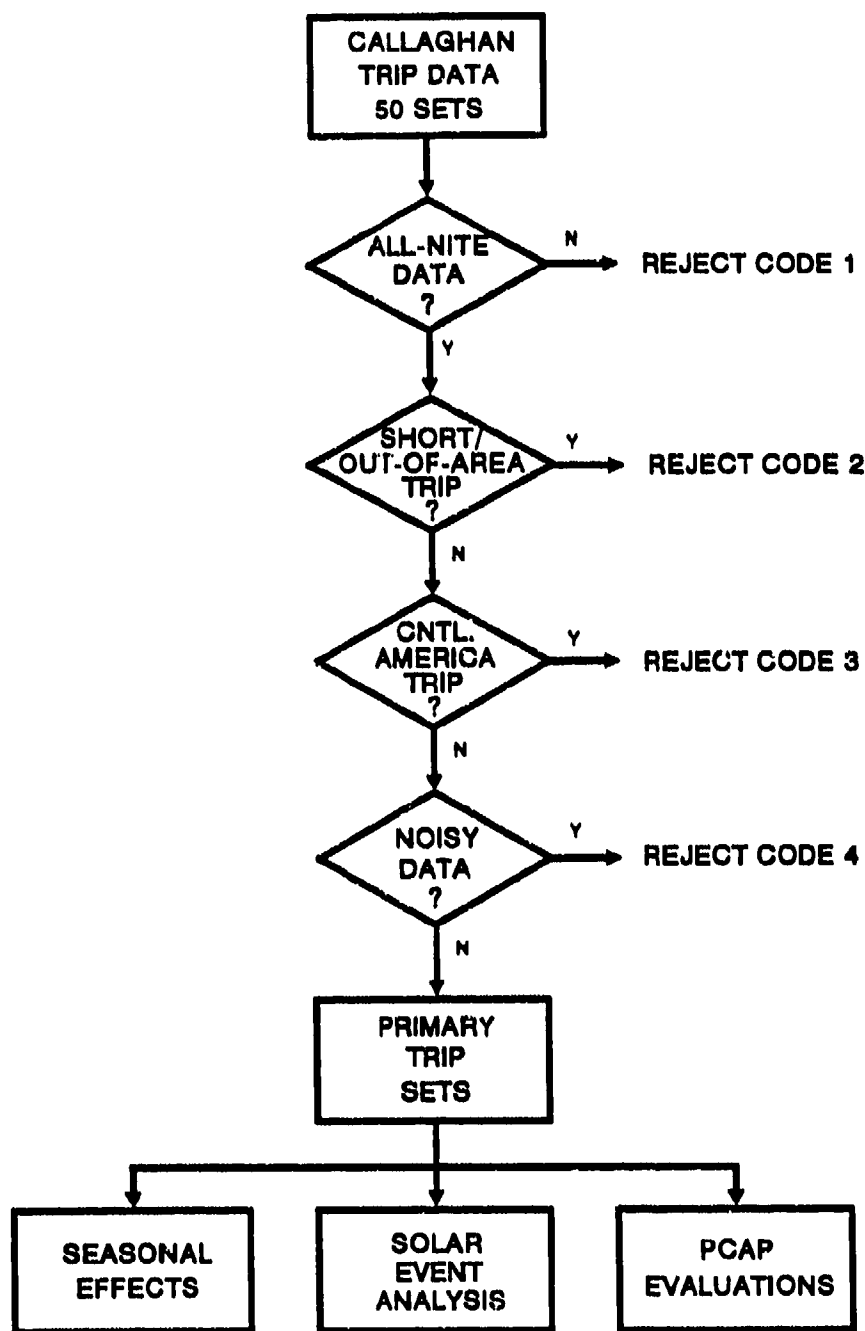 CALLAGHAN
TRIP DATA
50 SETS
ALL-NITE
DATA
?
N
REJECT CODE 1
Y
SHORT/
OUT-OF-AREA
TRIP
?
Y
REJECT CODE 2
N
CNTL.
AMERICA
TRIP
?
Y
REJECT CODE 3
N
NOISY
DATA
?
Y
REJECT CODE 4
N
PRIMARY
TRIP
SETS
SEASONAL
EFFECTS
SOLAR
EVENT
ANALYSIS
PCAP
EVALUATIONS